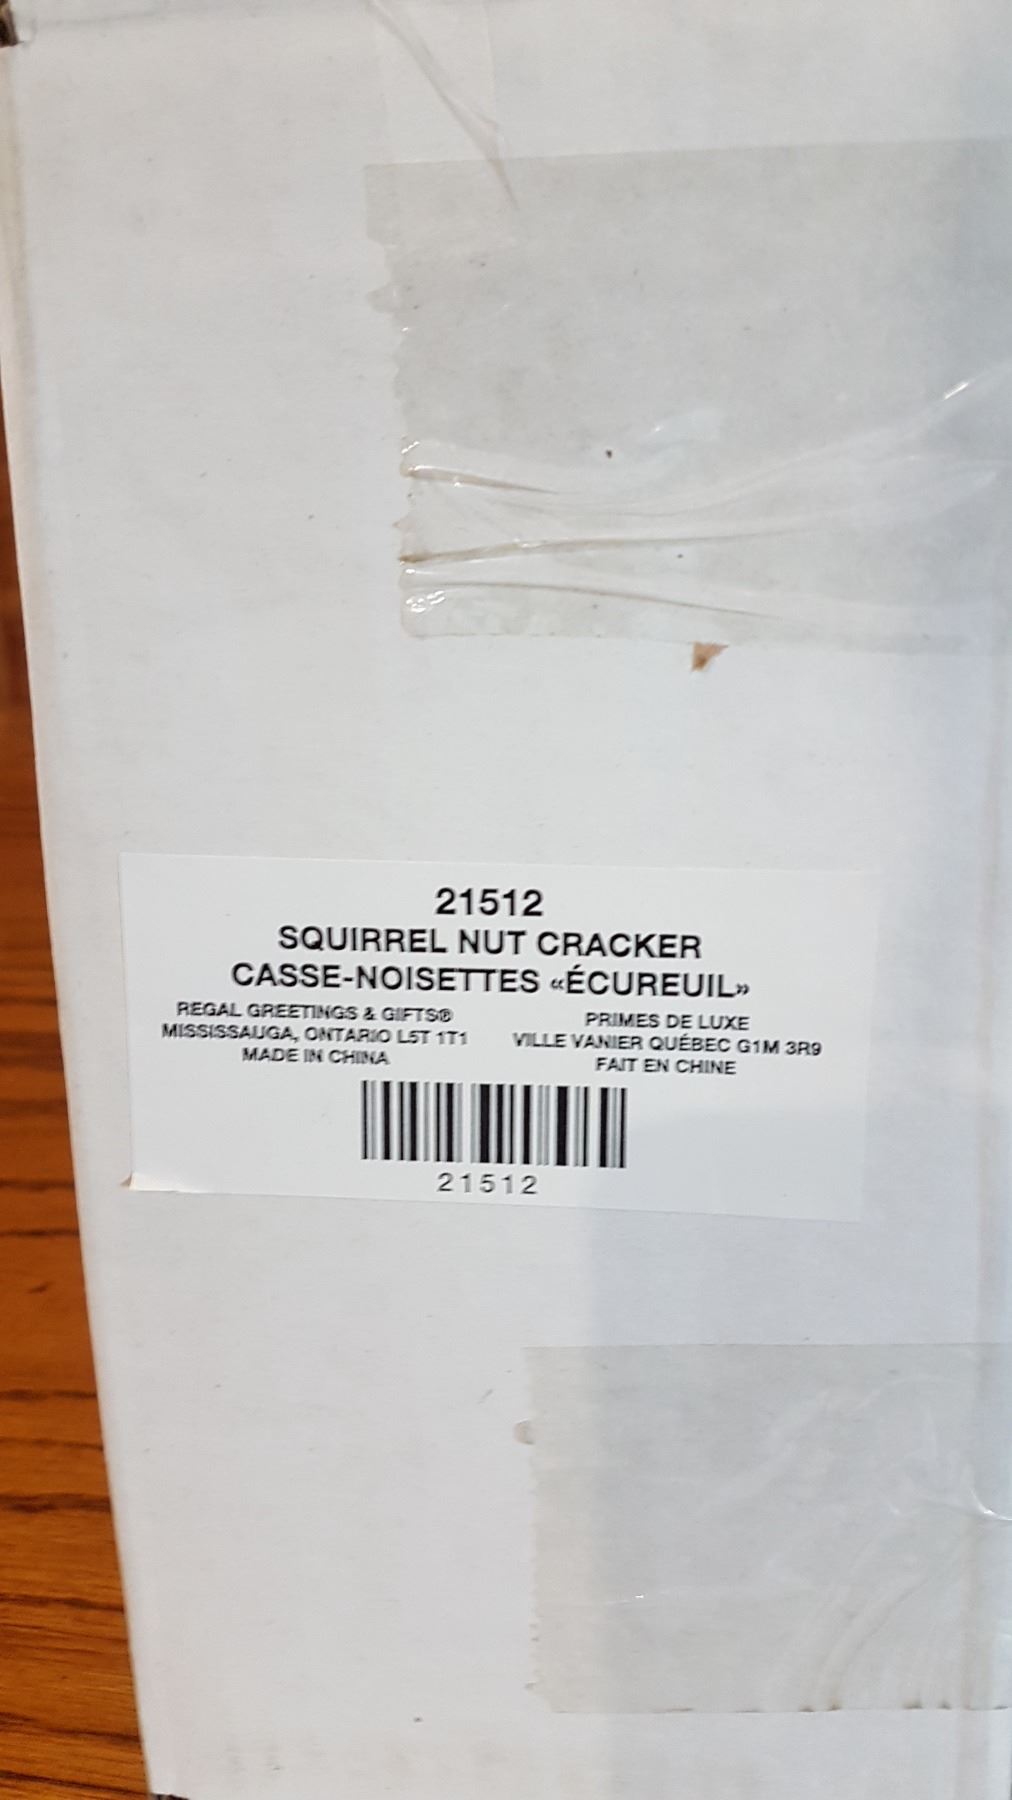 21512
SQUIRREL NUT CRACKER
CASSE-NOISETTES «ÉCUREUIL»
REGAL GREETINGS & GIFTS®
MISSISSAUGA, ONTARIO L5T 1T1
MADE IN CHINA
PRIMES DE LUXE
VILLE VANIER QUÉBEC G1M 3R9
FAIT EN CHINE
21512